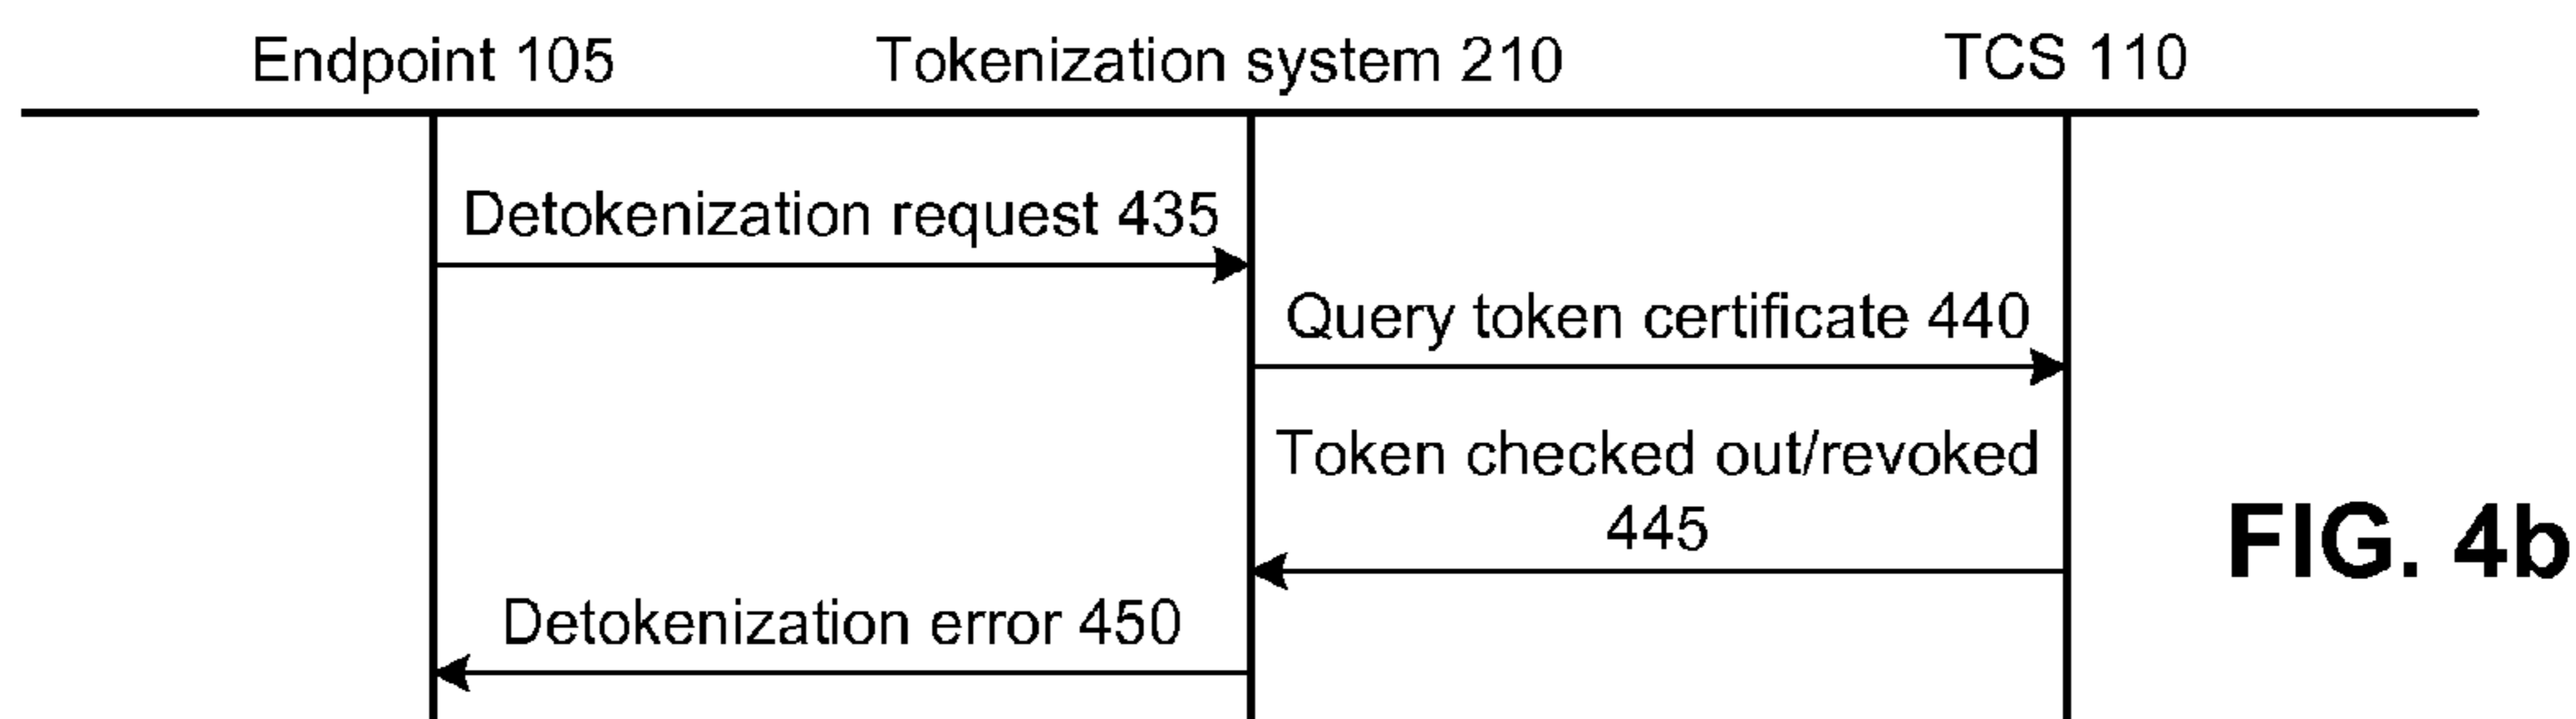 Endpoint 105
Tokenization system 210
TCS 110
Detokenization request 435
Query token certificate 440
Token checked out/revoked
445
Detokenization error 450
FIG. 4b